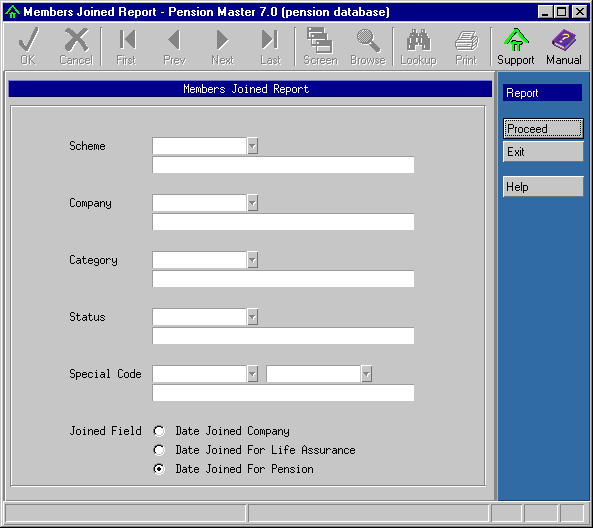 Members Joined Report - Pension Master 7.0 (pension database)
OK Cancel First Prev Next Last Screen Browse Lookup Print Support Manual
Members Joined Report
Report
Proceed
Exit
Help
Scheme
Company
Category
Status
Special Code
Joined Field
Date Joined Company
Date Joined For Life Assurance
Date Joined For Pension